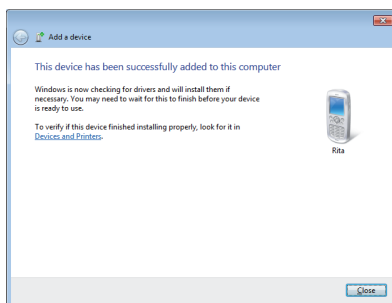 Add a device
This device has been successfully added to this computer
Windows is now checking for drivers and will install them if
necessary. You may need to wait for this to finish before your device
is ready to use.
To verify if this device finished installing properly, look for it in
Devices and Printers.
Rita
Close